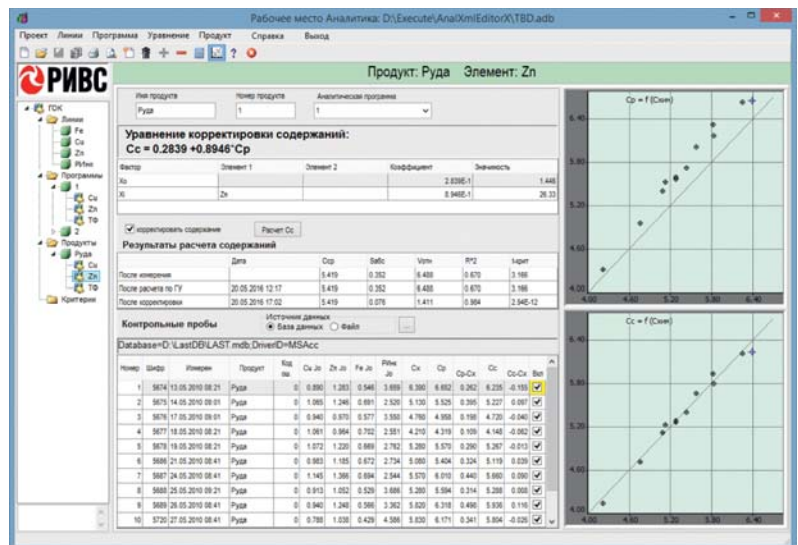 Рабочее место Аналитика: D:\Execute\AnalXmlEditorX\TBD.adb
Проект Линии Программа Уравнение Продукт Справка Выход
РИВС
Продукт: Руда Элемент: Zn
ГОК
Линии
Fe
Cu
Zn
РИнк
Программы
1
Cu
Zn
ТФ
2
Продукты
Руда
Cu
Zn
ТФ
Критерии
Имя продукта Номер продукта Аналитическая программа
Руда 1 1
Уравнение корректировки содержаний:
Cc = 0.2839 +0.8946*Cp
Фактор Элемент 1 Элемент 2 Коэффициент Значимость
Xo 2.839E-1 1.446
Xi Zn 8.946E-1 26.33
корректировать содержание Расчет Cc
Результаты расчета содержаний
Дата Cср Sабс Vотн R*2 t-крит
После измерения 5.419 0.352 6.488 0.670 3.166
После расчета по ГУ 20.05.2016 12:17 5.419 0.352 6.488 0.670 3.166
После корректировки 20.05.2016 17:02 5.419 0.076 1.411 0.984 2.94E-12
Контрольные пробы Источник данных
База данных Файл ...
Database=D:\LastDB\LAST.mdb;DriverID=MSAcc
Номер Шифр Измерен Продукт Код ош. Cu Jo Zn Jo Fe Jo РИнк Jo Cx Cp Cp-Cx Cc Cc-Cx Вкл
1 5674 13.05.2010 08:21 Руда 0 0.890 1.283 0.546 3.659 6.390 6.652 0.262 6.235 -0.155
2 5675 14.05.2010 09:01 Руда 0 1.065 1.246 0.691 2.520 5.130 5.525 0.395 5.227 0.097
3 5676 17.05.2010 09:01 Руда 0 0.940 0.970 0.577 3.550 4.760 4.958 0.198 4.720 -0.040
4 5677 18.05.2010 08:21 Руда 0 1.061 0.964 0.702 2.551 4.210 4.319 0.109 4.148 -0.062
5 5678 19.05.2010 08:21 Руда 0 1.072 1.220 0.669 2.762 5.280 5.570 0.290 5.267 -0.013
6 5686 21.05.2010 08:41 Руда 0 0.983 1.185 0.672 2.734 5.080 5.404 0.324 5.119 0.039
7 5687 24.05.2010 08:41 Руда 0 1.145 1.366 0.694 2.544 5.570 6.010 0.440 5.660 0.090
8 5688 25.05.2010 09:21 Руда 0 0.913 1.052 0.529 3.686 5.280 5.594 0.314 5.288 0.008
9 5689 26.05.2010 08:41 Руда 0 0.940 1.248 0.566 3.362 5.820 6.318 0.498 5.936 0.116
10 5720 27.05.2010 08:41 Руда 0 0.788 1.038 0.429 4.586 5.830 6.171 0.341 5.804 -0.026
Cp = f (Cхим)
6.40
5.80
5.20
4.60
4.00
4.00 4.60 5.20 5.80 6.40
Cc = f (Cхим)
6.40
5.80
5.20
4.60
4.00
4.00 4.60 5.20 5.80 6.40